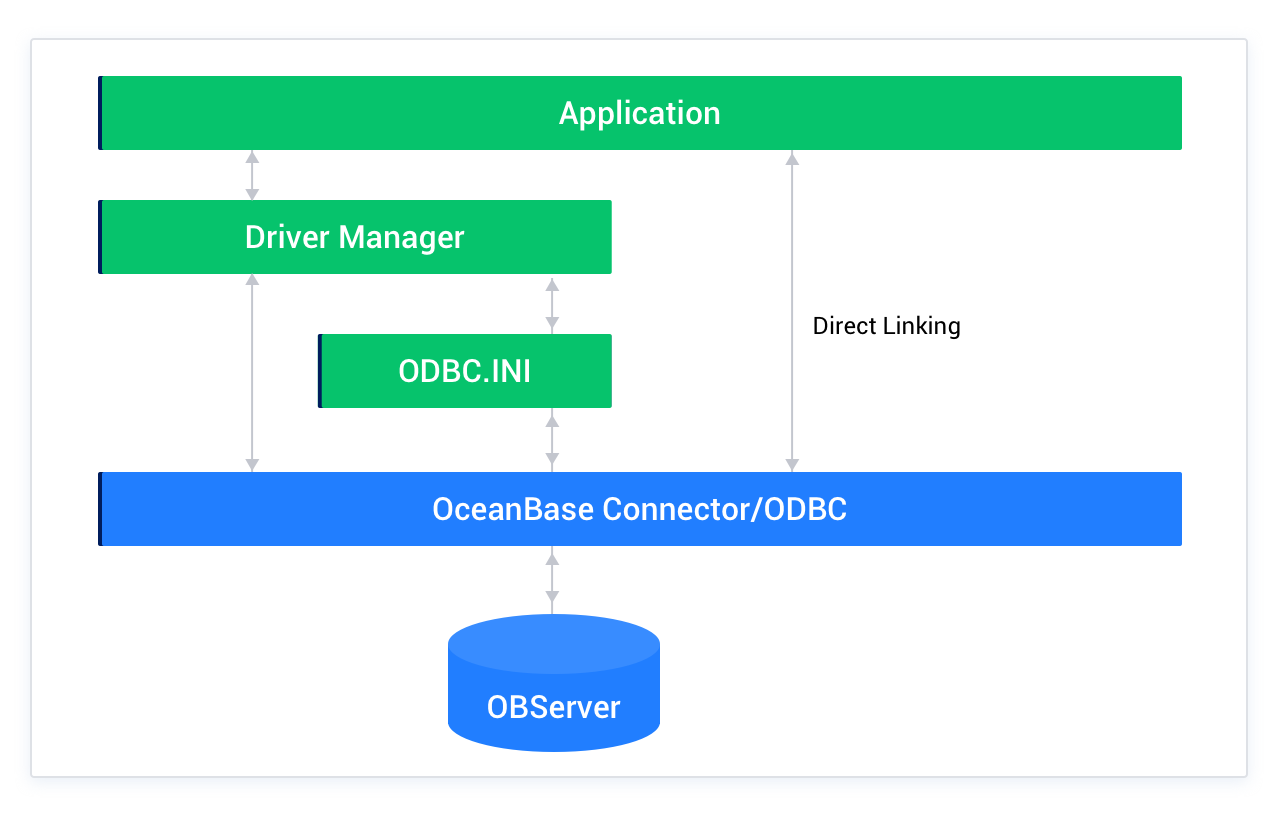 Application
Driver Manager
Direct Linking
ODBC.INI
OceanBase Connector/ODBC
OBServer